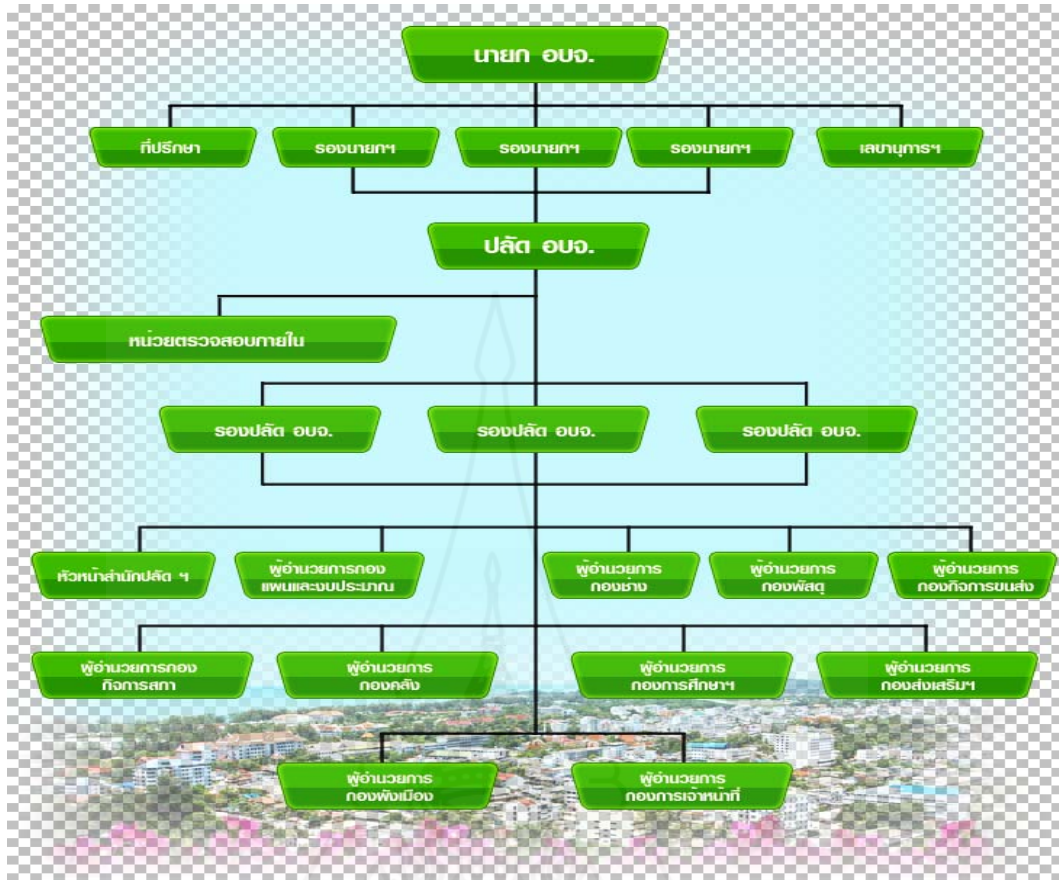 นายก อบจ.
ที่ปรึกษา
รองนายกฯ
รองนายกฯ
รองนายกฯ
เลขานุการฯ
ปลัด อบจ.
หน่วยตรวจสอบภายใน
รองปลัด อบจ.
รองปลัด อบจ.
รองปลัด อบจ.
หัวหน้าสำนักปลัด ฯ
ผู้อำนวยการกอง
แผนและงบประมาณ
ผู้อำนวยการ
กองช่าง
ผู้อำนวยการ
กองพัสดุ
ผู้อำนวยการ
กองกิจการขนส่ง
ผู้อำนวยการกอง
กิจการสภา
ผู้อำนวยการ
กองคลัง
ผู้อำนวยการ
กองการศึกษาฯ
ผู้อำนวยการ
กองส่งเสริมฯ
ผู้อำนวยการ
กองผังเมือง
ผู้อำนวยการ
กองการเจ้าหน้าที่